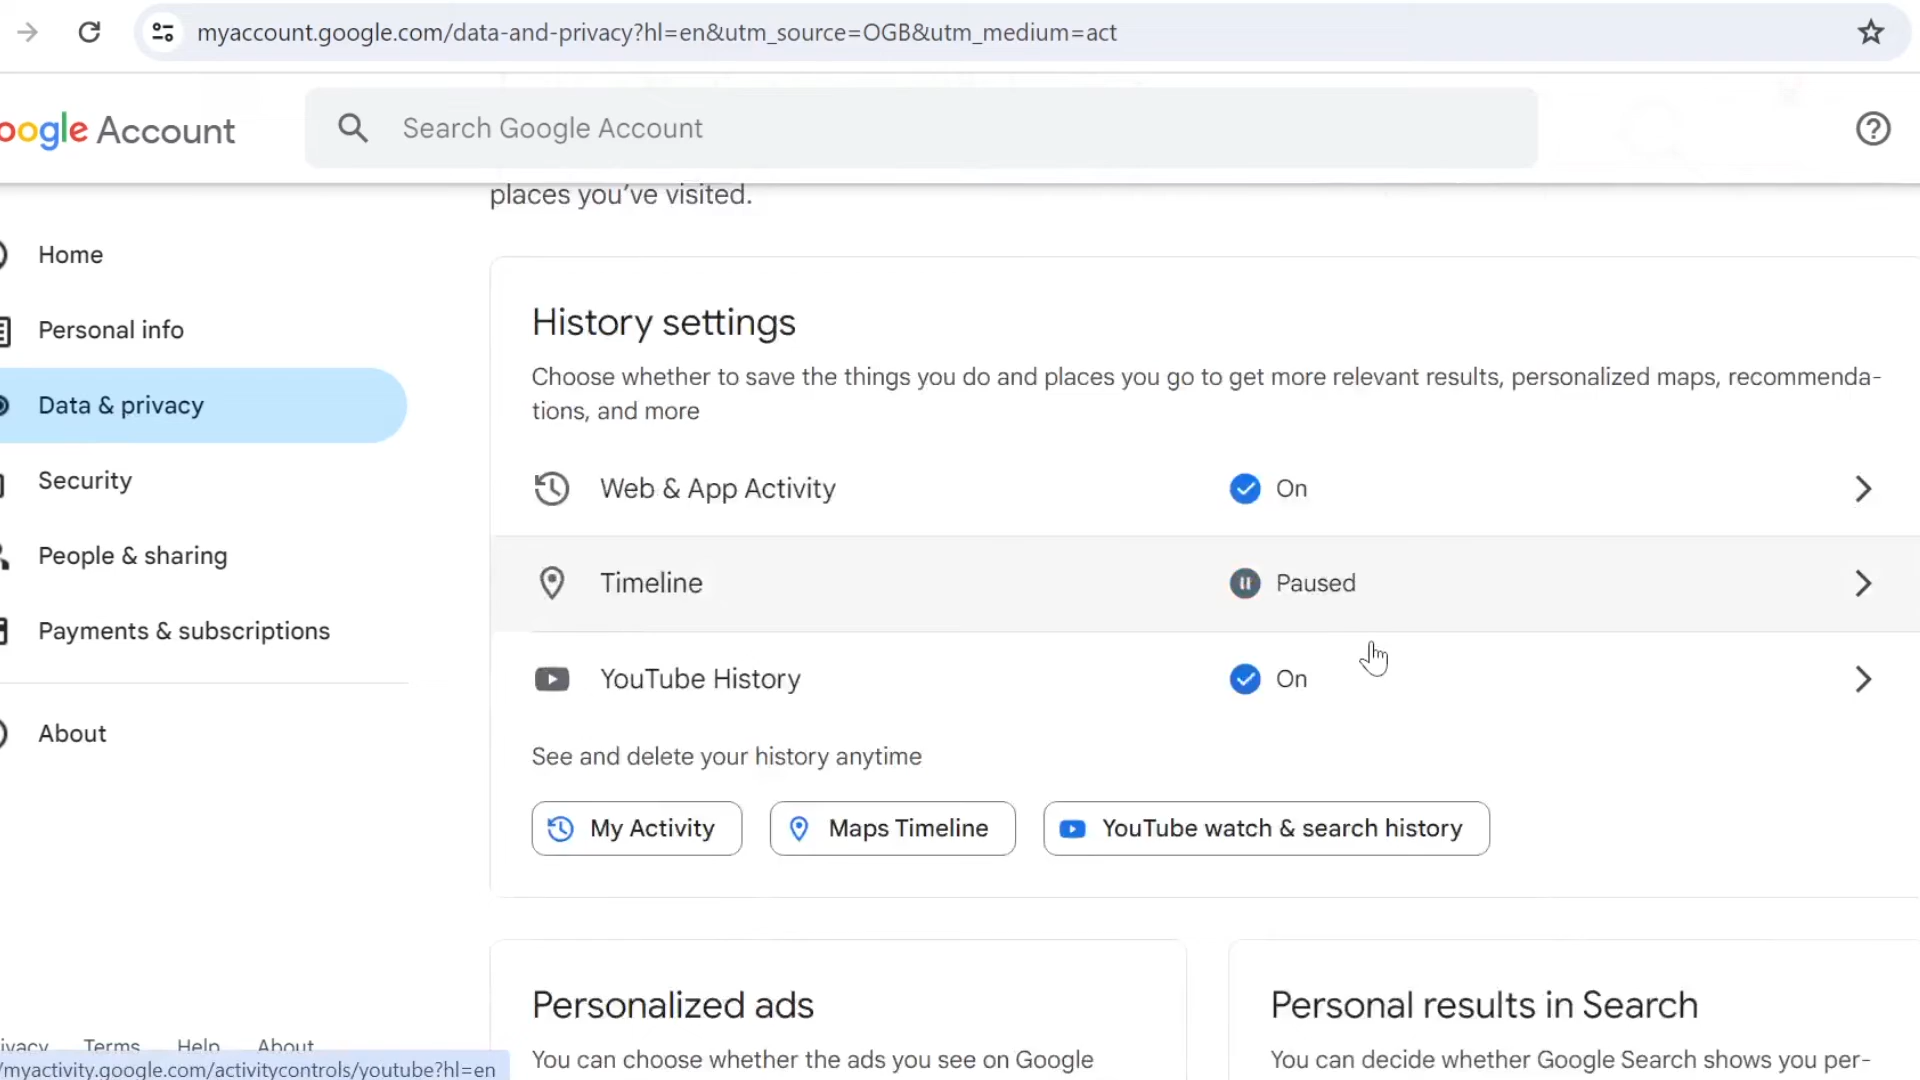 myaccount.google.com/data-and-privacy?hl=en&utm_source=OGB&utm_medium=act
oogle Account
Search Google Account
places you've visited.
Home
Personal info
Data & privacy
Security
People & sharing
Payments & subscriptions
About
History settings
Choose whether to save the things you do and places you go to get more relevant results, personalized maps, recommenda-
tions, and more
Web & App Activity
On
Timeline
Paused
YouTube History
On
See and delete your history anytime
My Activity
Maps Timeline
YouTube watch & search history
Personalized ads
You can choose whether the ads you see on Google
Personal results in Search
You can decide whether Google Search shows you per-
ivacy Terms Help About
/myactivity.google.com/activitycontrols/youtube?hl=en